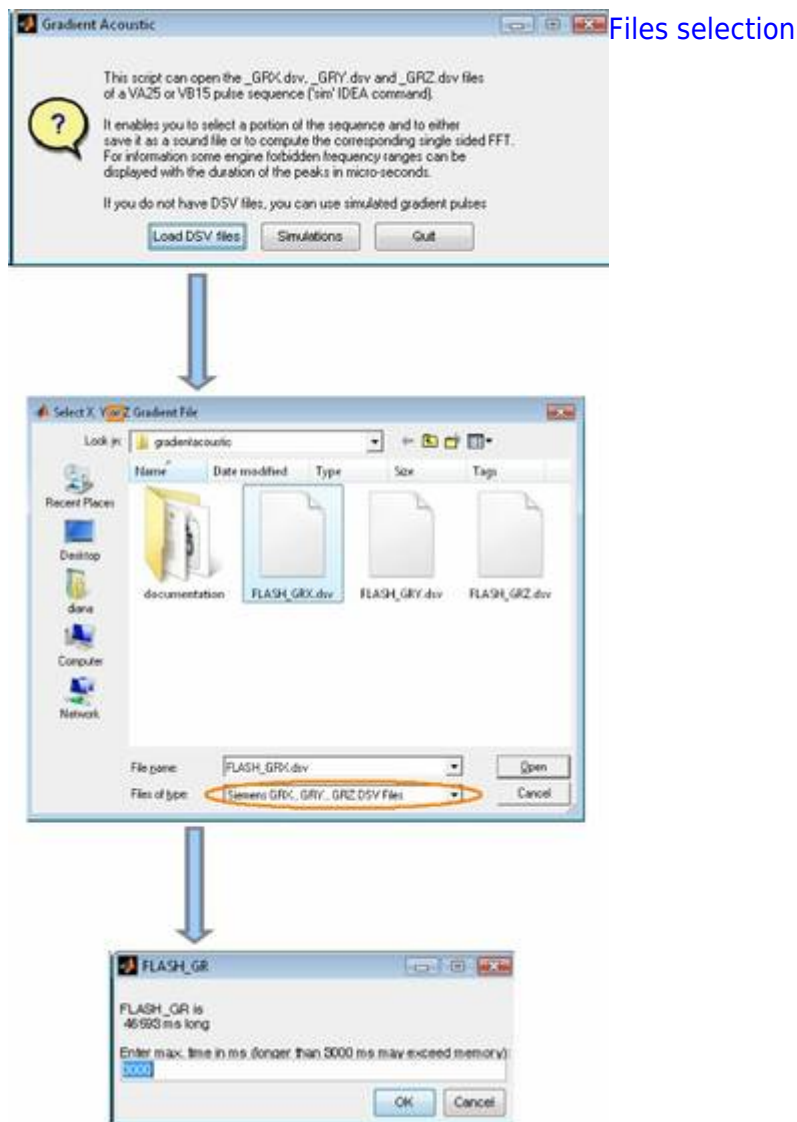 Gradient Acoustic
Files selection
This script can open the _GRX.dsv, _GRY.dsv and _GRZ.dsv files
of a VA25 or VB15 pulse sequence ('sim' IDEA command).
?
It enables you to select a portion of the sequence and to either
save it as a sound file or to compute the corresponding single sided FFT.
For information some engine forbidden frequency ranges can be
displayed with the duration of the peaks in micro-seconds.
If you do not have DSV files, you can use simulated gradient pulses
Load DSV files Simulations Quit
Select X, Y or Z Gradient File
Look in: gradientacoustic
Name Date modified Type Size Tags
Recent Places
Desktop
diana
Computer
Network
documentation FLASH_GRX.dsv FLASH_GRY.dsv FLASH_GRZ.dsv
File name: FLASH_GRX.dsv Open
Files of type: Siemens GRX_ GRY_ GRZ DSV Files Cancel
FLASH_GR
FLASH_GR is
46593 ms long
Enter max. time in ms (longer than 3000 ms may exceed memory):
3000
OK Cancel